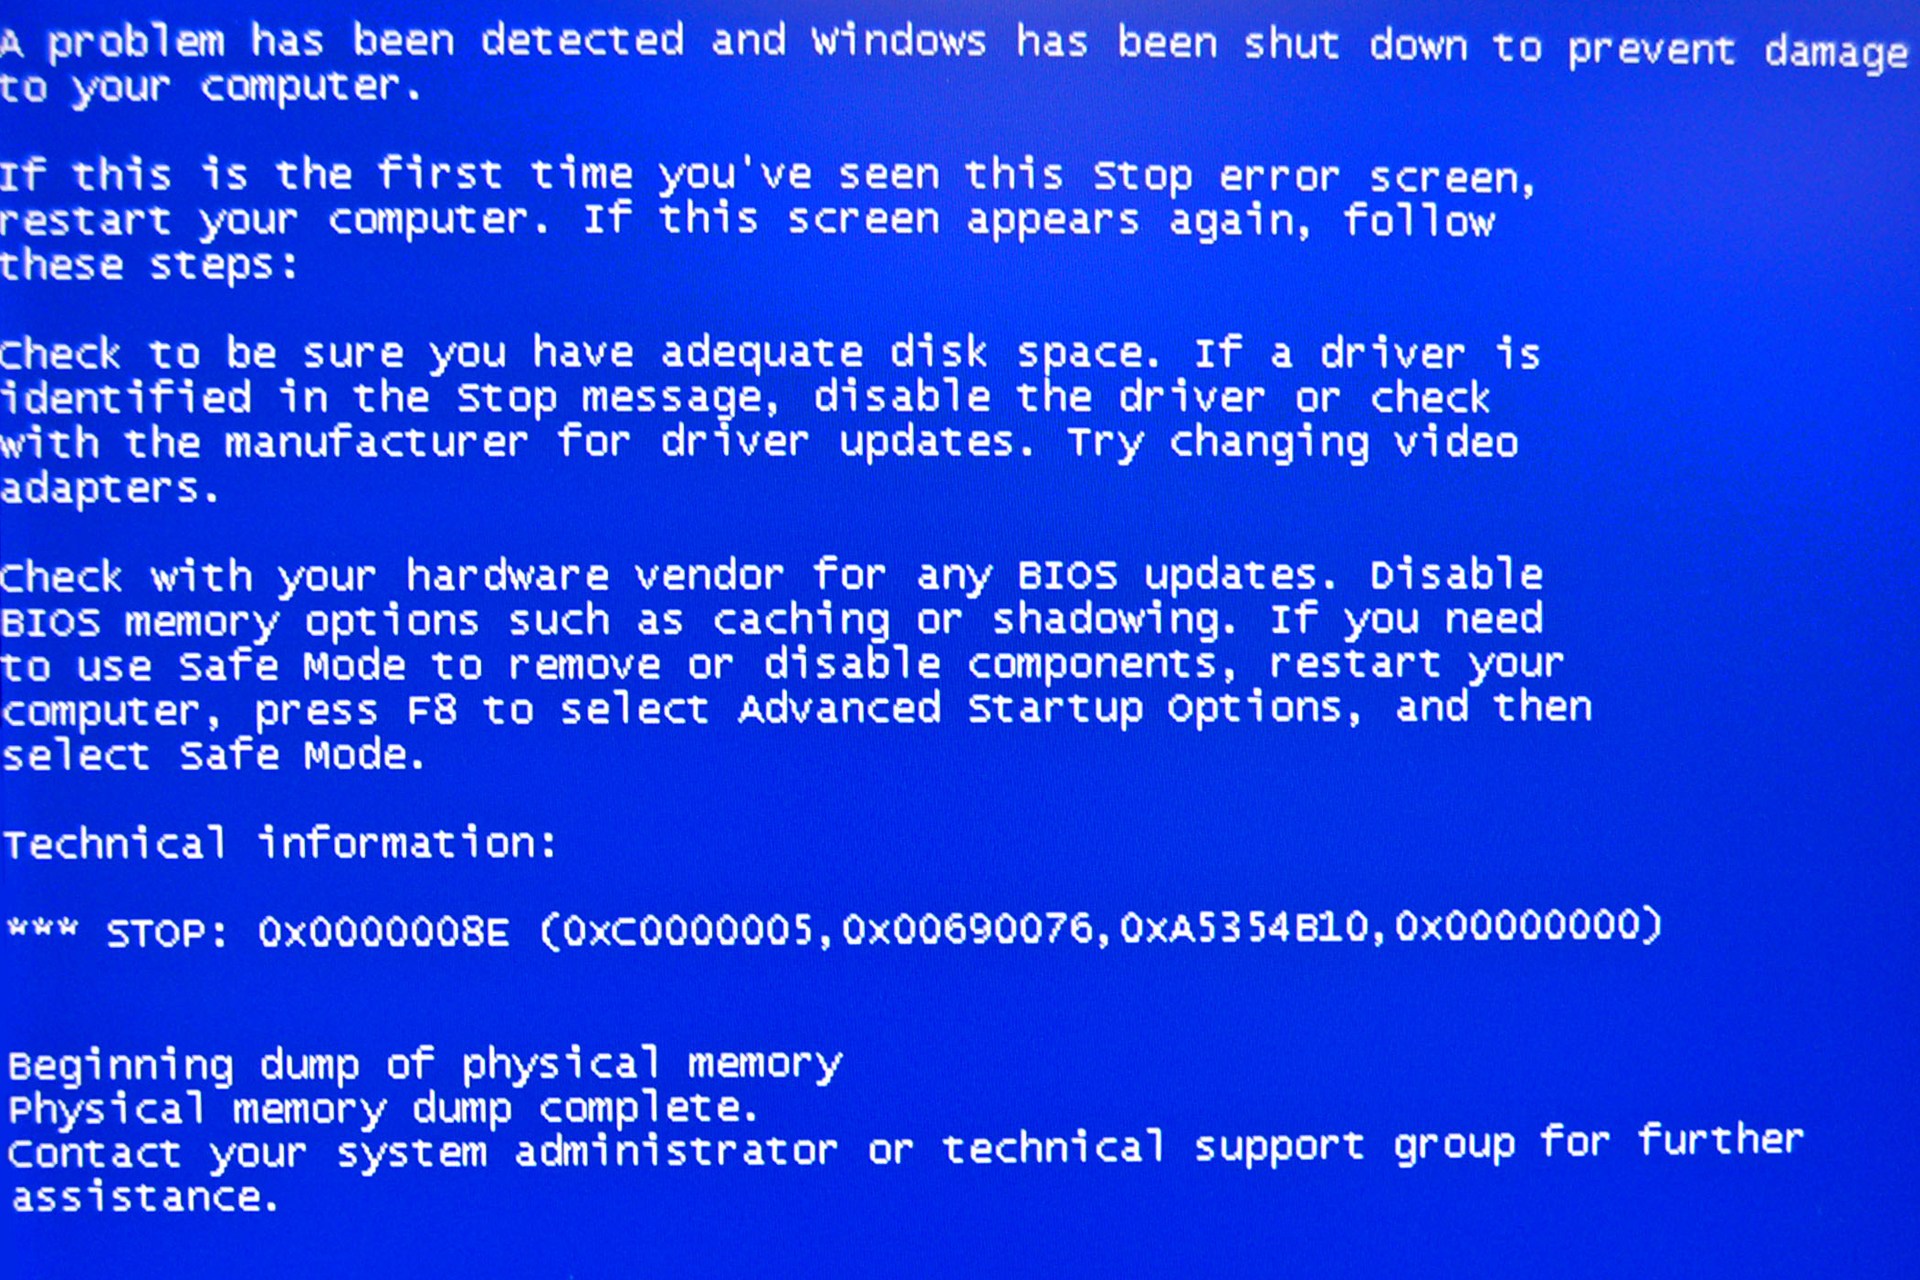 A problem has been detected and Windows has been shut down to prevent damage
to your computer.
If this is the first time you've seen this Stop error screen,
restart your computer. If this screen appears again, follow
these steps:
Check to be sure you have adequate disk space. If a driver is
identified in the Stop message, disable the driver or check
with the manufacturer for driver updates. Try changing video
adapters.
Check with your hardware vendor for any BIOS updates. Disable
BIOS memory options such as caching or shadowing. If you need
to use Safe Mode to remove or disable components, restart your
computer, press F8 to select Advanced Startup Options, and then
select Safe Mode.
Technical information:
*** STOP: 0x0000008E (0xC0000005,0x00690076,0xA5354B10,0x00000000)
Beginning dump of physical memory
Physical memory dump complete.
Contact your system administrator or technical support group for further
assistance.